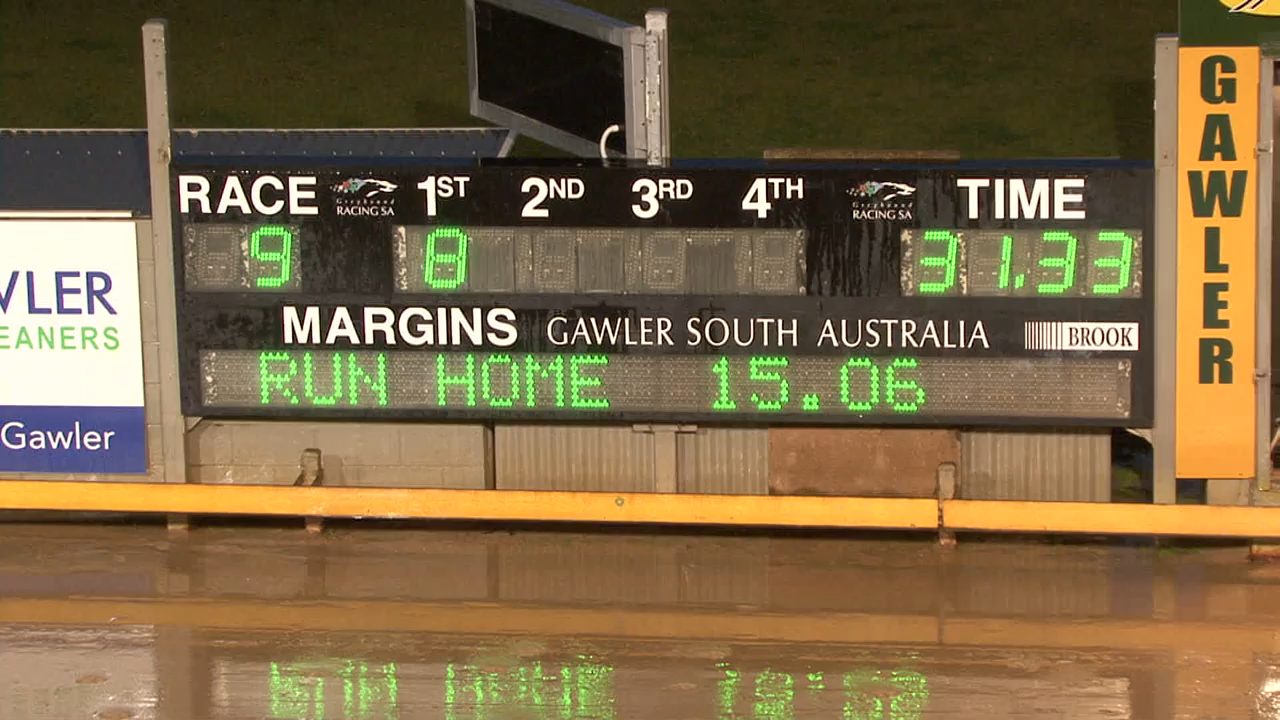 RACE Greyhound RACING SA 1ST 2ND 3RD 4TH Greyhound RACING SA TIME
9 8 31.33
MARGINS GAWLER SOUTH AUSTRALIA BROOK
RUN HOME 15.06
GAWLER
WLER
EANERS
Gawler